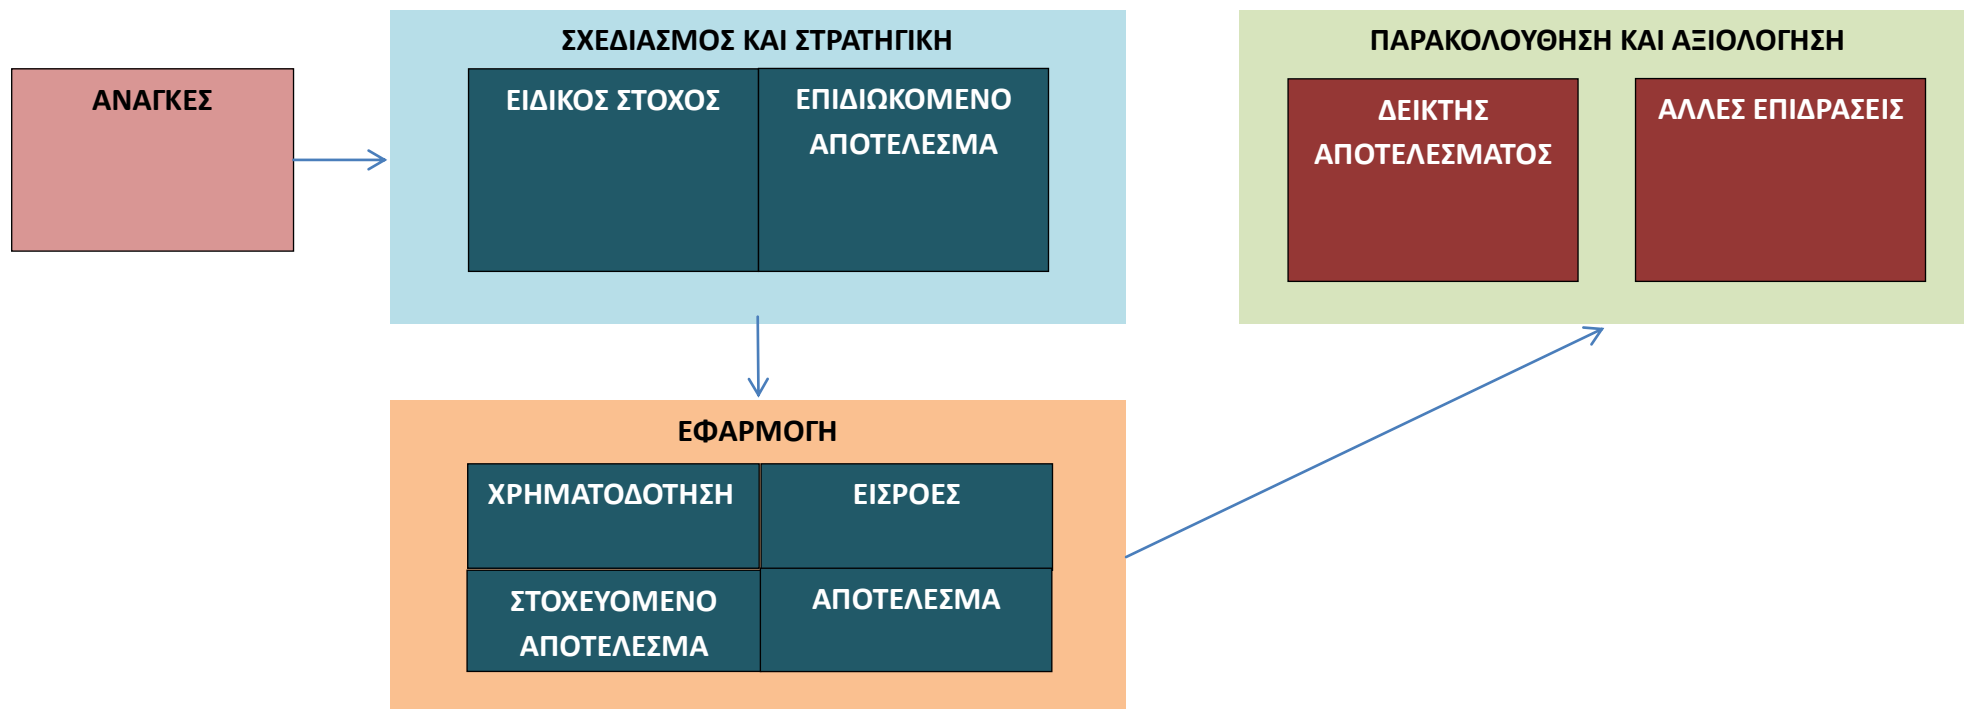 ΑΝΑΓΚΕΣ
ΣΧΕΔΙΑΣΜΟΣ ΚΑΙ ΣΤΡΑΤΗΓΙΚΗ
ΕΙΔΙΚΟΣ ΣΤΟΧΟΣ
ΕΠΙΔΙΩΚΟΜΕΝΟ
ΑΠΟΤΕΛΕΣΜΑ
ΕΦΑΡΜΟΓΗ
ΧΡΗΜΑΤΟΔΟΤΗΣΗ
ΕΙΣΡΟΕΣ
ΣΤΟΧΕΥΟΜΕΝΟ
ΑΠΟΤΕΛΕΣΜΑ
ΑΠΟΤΕΛΕΣΜΑ
ΠΑΡΑΚΟΛΟΥΘΗΣΗ ΚΑΙ ΑΞΙΟΛΟΓΗΣΗ
ΔΕΙΚΤΗΣ
ΑΠΟΤΕΛΕΣΜΑΤΟΣ
ΑΛΛΕΣ ΕΠΙΔΡΑΣΕΙΣ